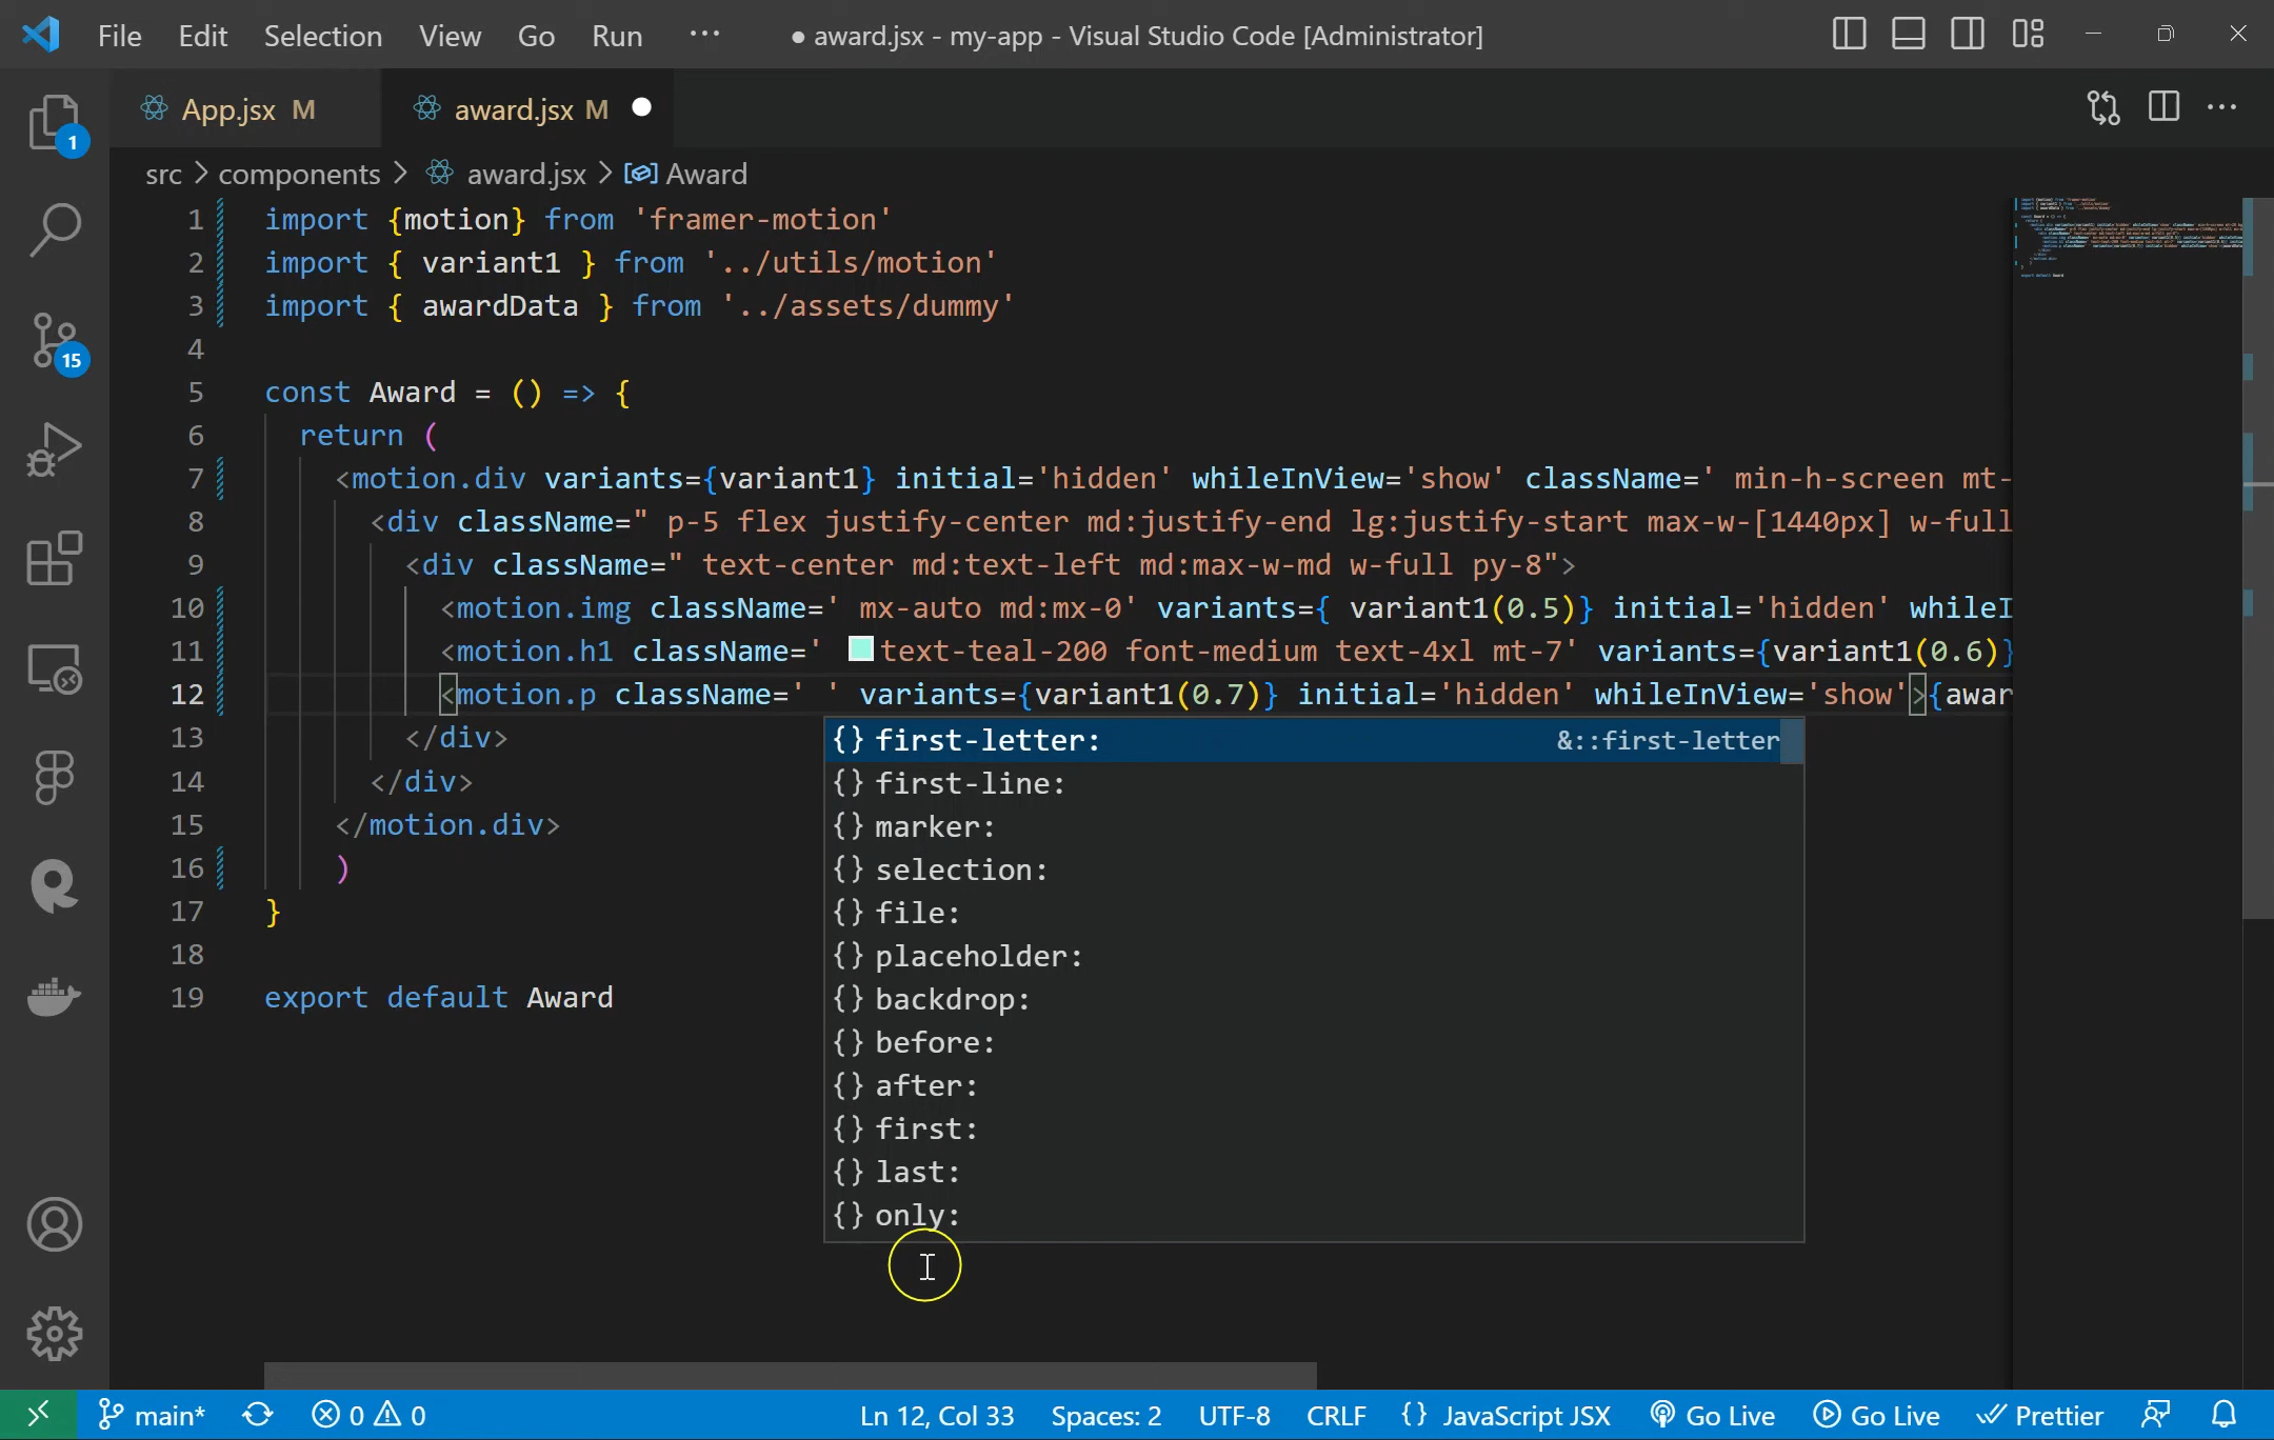 File Edit Selection View Go Run ··· ● award.jsx - my-app - Visual Studio Code [Administrator]
App.jsx M award.jsx M
1
src > components > award.jsx > Award
1 import {motion} from 'framer-motion'
2 import { variant1 } from '../utils/motion'
3 import { awardData } from '../assets/dummy'
15
4
5 const Award = () => {
6 return (
7 <motion.div variants={variant1} initial='hidden' whileInView='show' className=' min-h-screen mt-
8 <div className=" p-5 flex justify-center md:justify-end lg:justify-start max-w-[1440px] w-full
9 <div className=" text-center md:text-left md:max-w-md w-full py-8">
10 <motion.img className=' mx-auto md:mx-0' variants={ variant1(0.5)} initial='hidden' whileI
11 <motion.h1 className=' text-teal-200 font-medium text-4xl mt-7' variants={variant1(0.6)}
12 <motion.p className=' ' variants={variant1(0.7)} initial='hidden' whileInView='show'>{awar
13 </div>
{} first-letter: &::first-letter
14 </div>
{} first-line:
15 </motion.div>
{} marker:
16 )
{} selection:
17 }
{} file:
18
{} placeholder:
19 export default Award
{} backdrop:
{} before:
{} after:
{} first:
{} last:
{} only:
main* 0 0 Ln 12, Col 33 Spaces: 2 UTF-8 CRLF {} JavaScript JSX Go Live Go Live Prettier